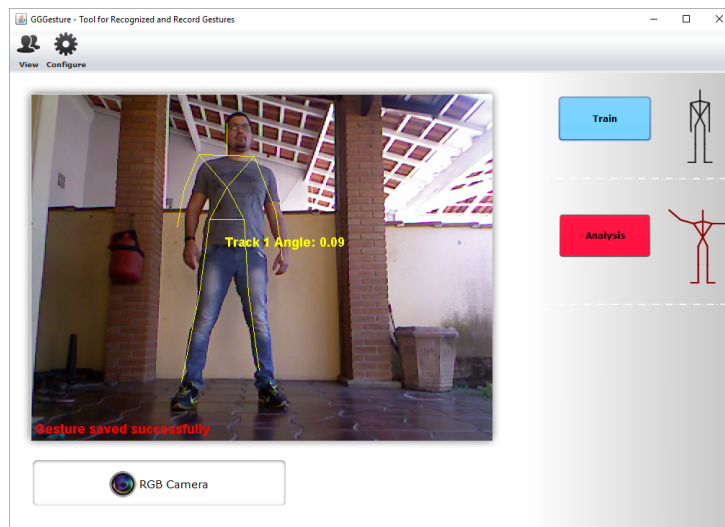 GGGesture - Tool for Recognized and Record Gestures
View Configure
Train
Track 1 Angle: 0.09
Analysis
Gesture saved successfully
RGB Camera